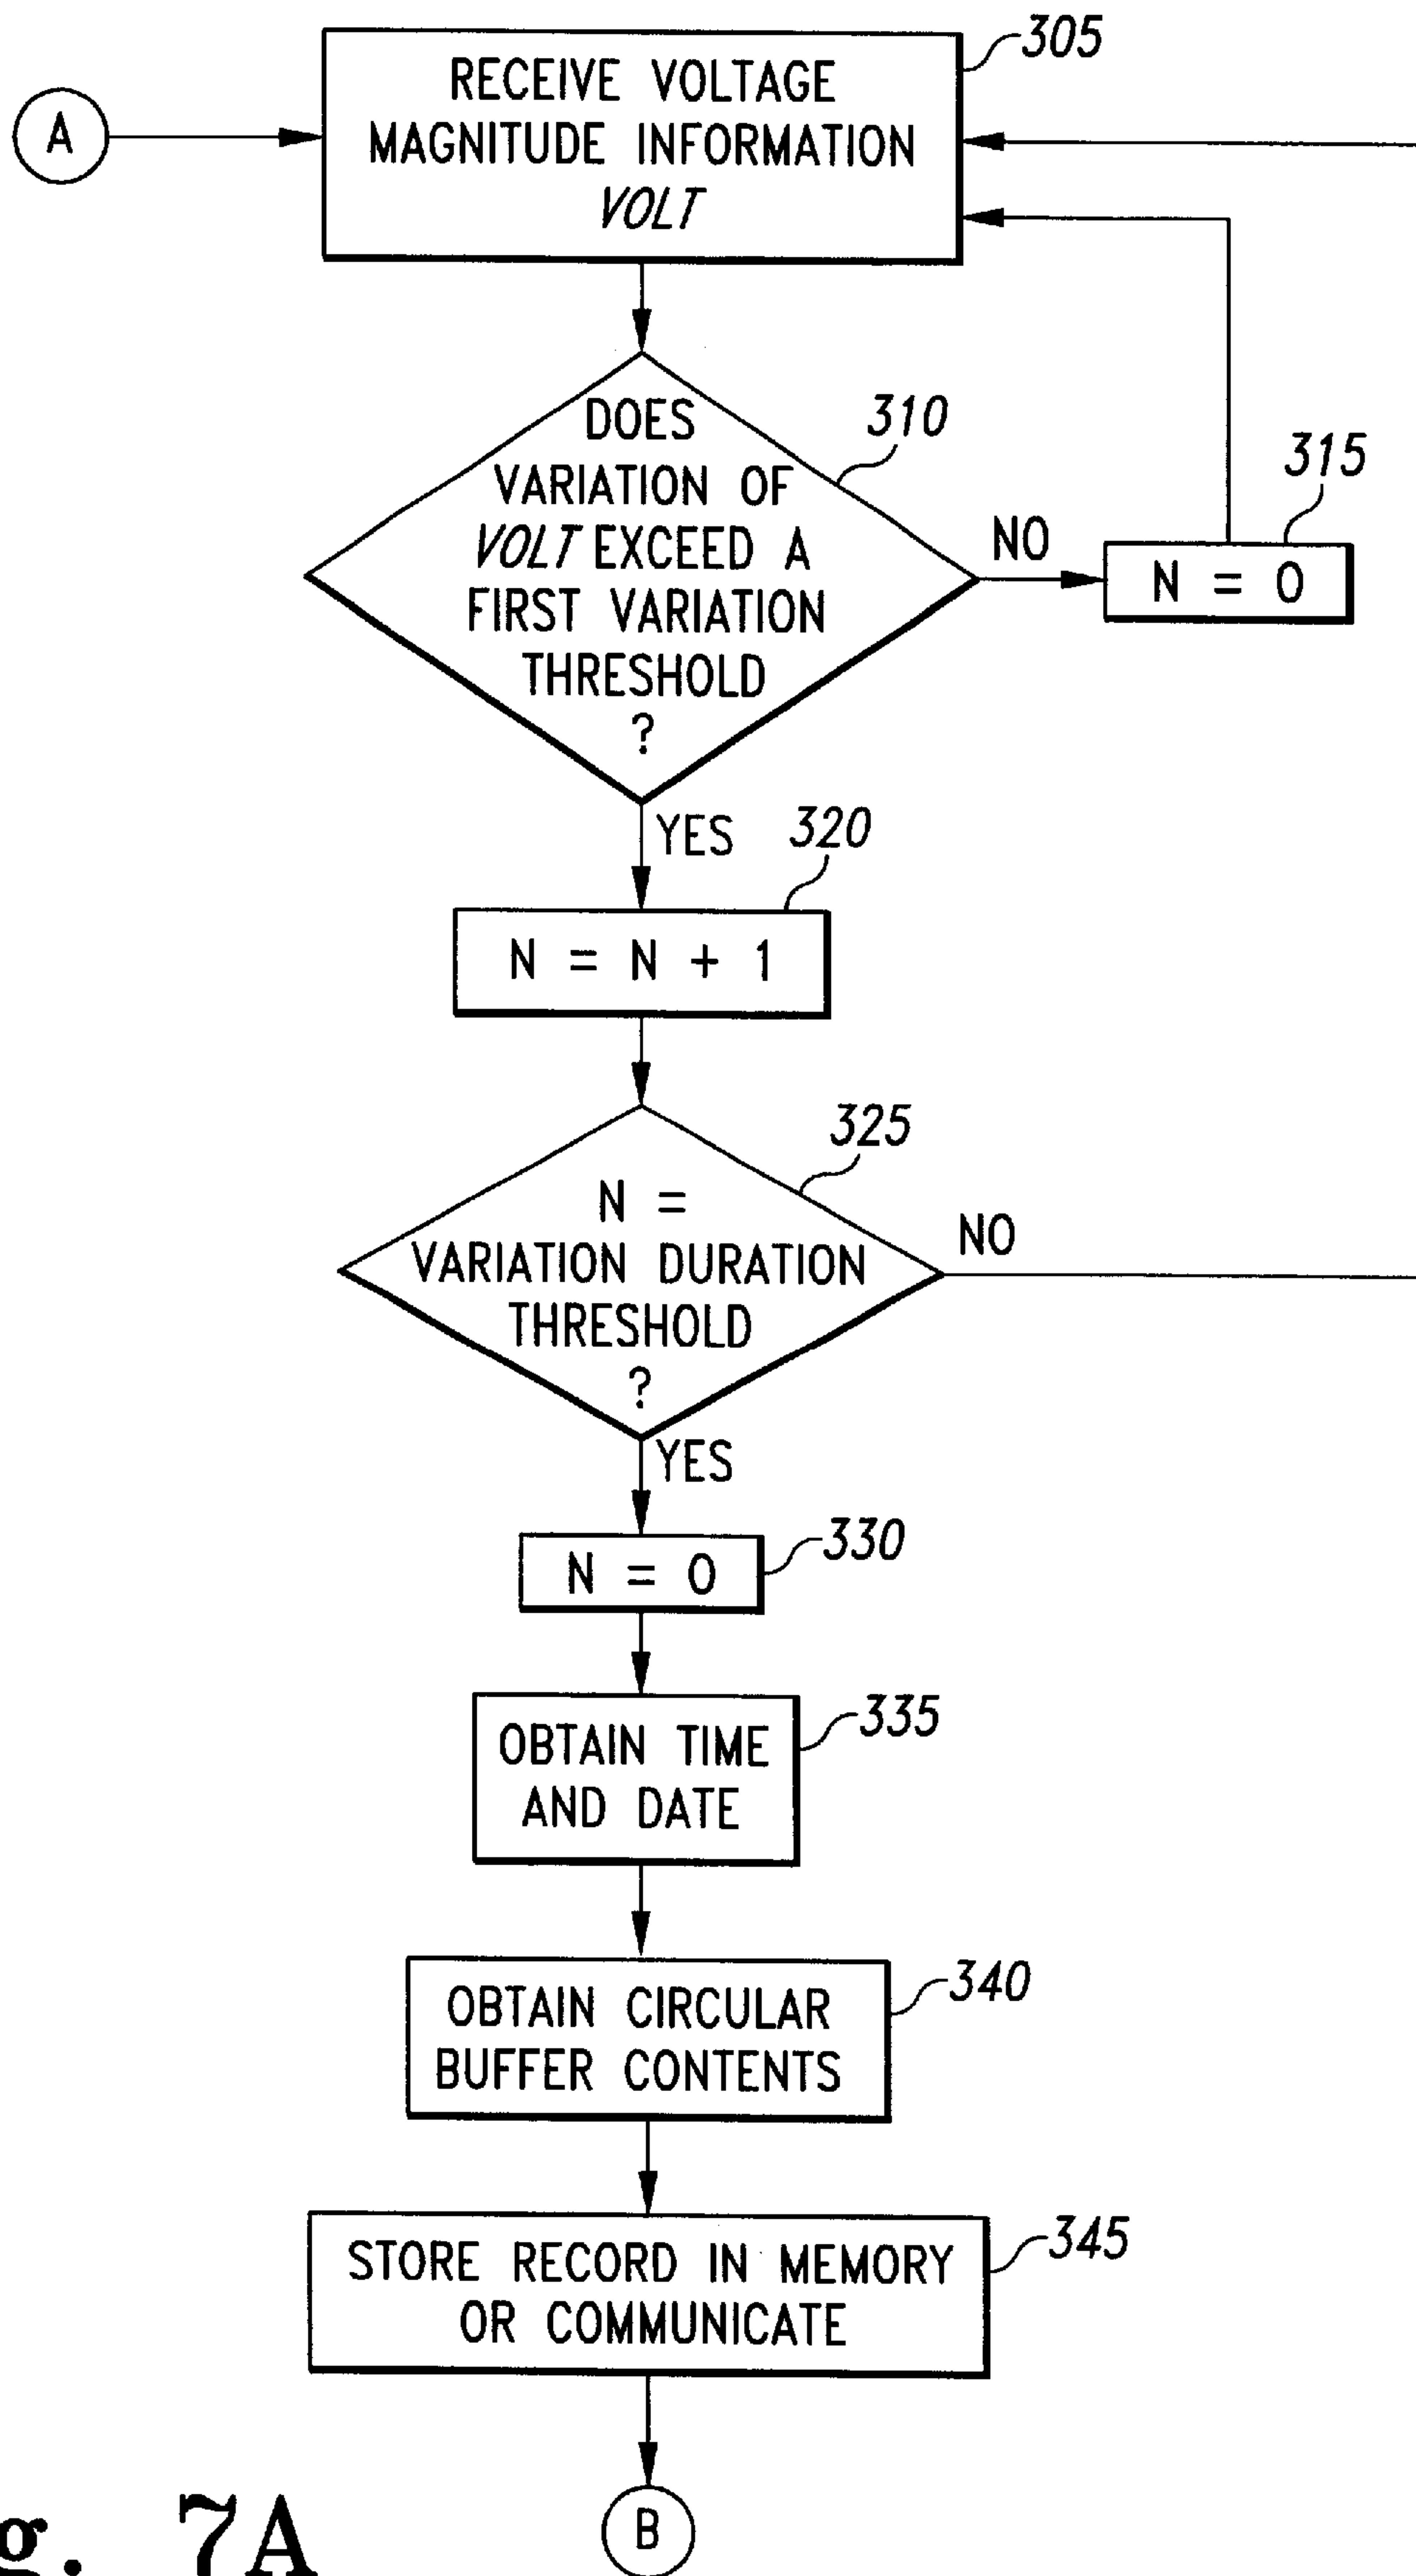 305
RECEIVE VOLTAGE
MAGNITUDE INFORMATION
VOLT
A
DOES
VARIATION OF
VOLT EXCEED A
FIRST VARIATION
THRESHOLD
?
310
NO
315
N = 0
YES
320
N = N + 1
325
N =
VARIATION DURATION
THRESHOLD
?
NO
YES
N = 0
330
OBTAIN TIME
AND DATE
335
OBTAIN CIRCULAR
BUFFER CONTENTS
340
STORE RECORD IN MEMORY
OR COMMUNICATE
345
B
g. 7A